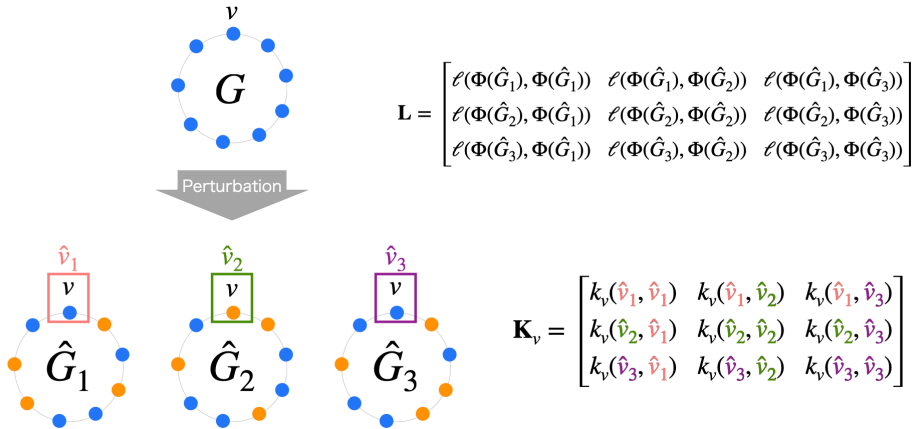 v
G
L = [ ℓ(Φ(Ĝ₁), Φ(Ĝ₁)) ℓ(Φ(Ĝ₁), Φ(Ĝ₂)) ℓ(Φ(Ĝ₁), Φ(Ĝ₃))
ℓ(Φ(Ĝ₂), Φ(Ĝ₁)) ℓ(Φ(Ĝ₂), Φ(Ĝ₂)) ℓ(Φ(Ĝ₂), Φ(Ĝ₃))
ℓ(Φ(Ĝ₃), Φ(Ĝ₁)) ℓ(Φ(Ĝ₃), Φ(Ĝ₂)) ℓ(Φ(Ĝ₃), Φ(Ĝ₃)) ]
Perturbation
v̂₁ v̂₂ v̂₃
v v v
Ĝ₁ Ĝ₂ Ĝ₃
Kᵥ = [ kᵥ(v̂₁, v̂₁) kᵥ(v̂₁, v̂₂) kᵥ(v̂₁, v̂₃)
kᵥ(v̂₂, v̂₁) kᵥ(v̂₂, v̂₂) kᵥ(v̂₂, v̂₃)
kᵥ(v̂₃, v̂₁) kᵥ(v̂₃, v̂₂) kᵥ(v̂₃, v̂₃) ]